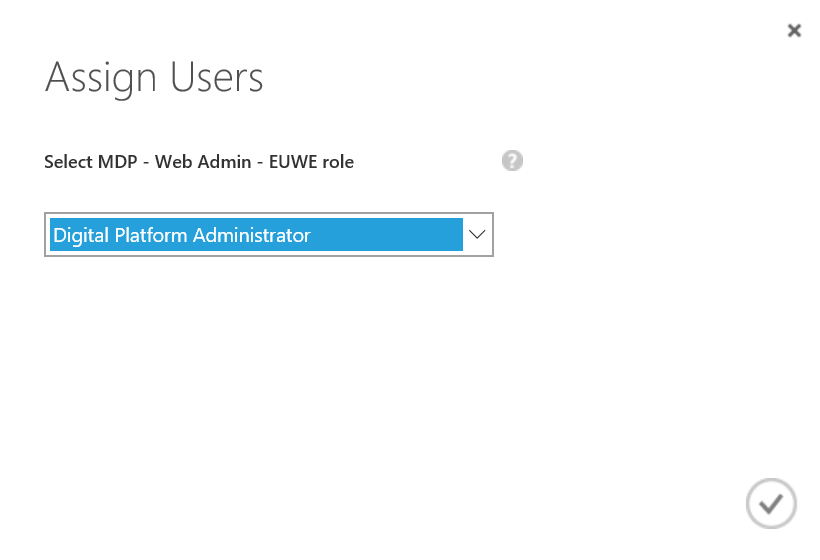 Assign Users
Select MDP - Web Admin - EUWE role
?
Digital Platform Administrator